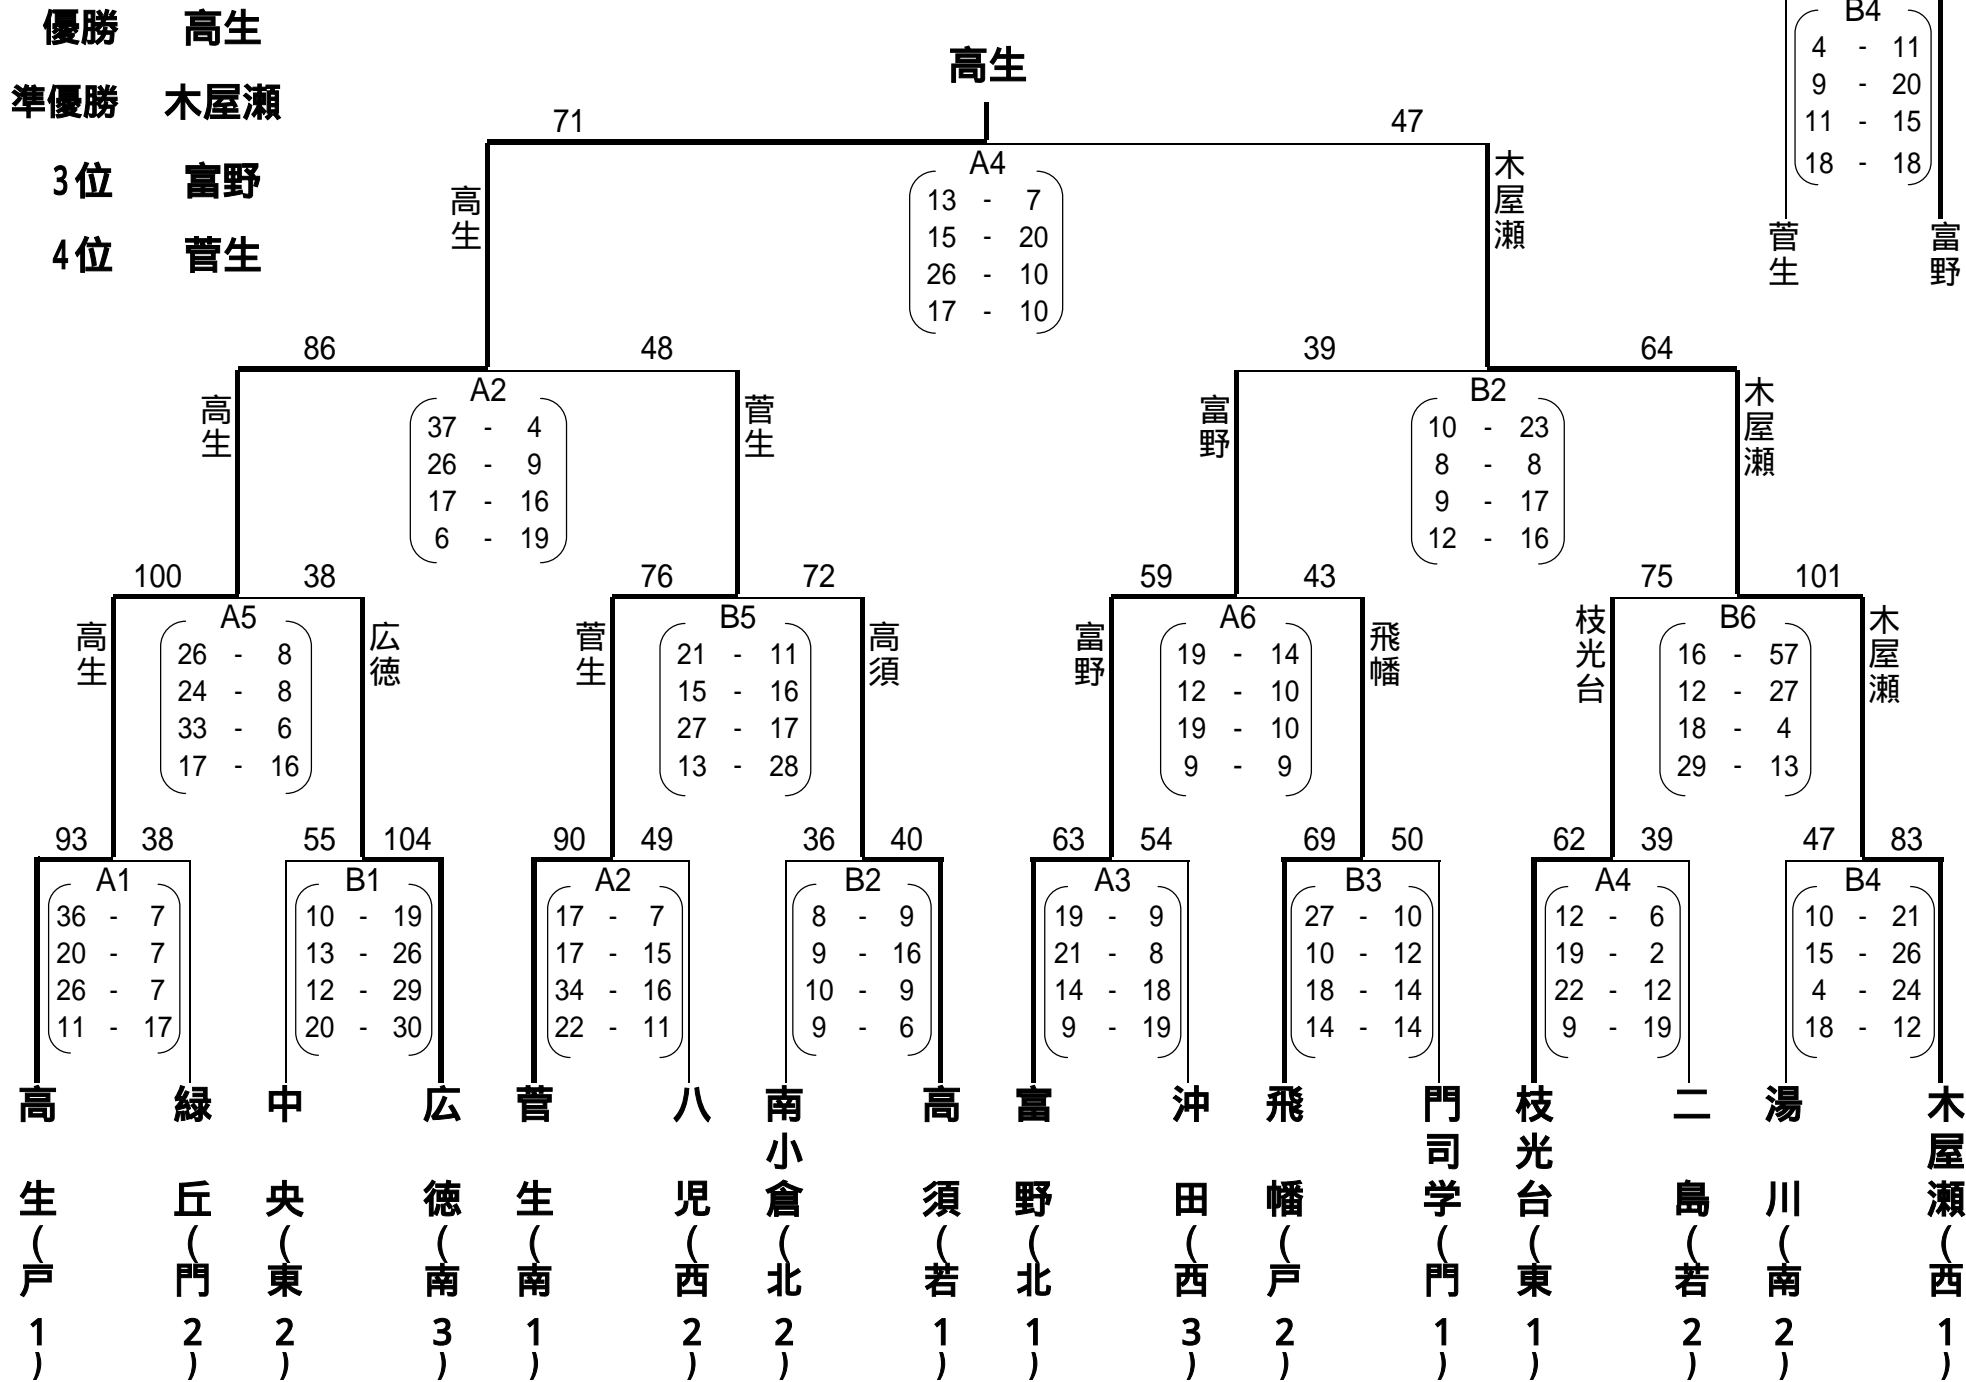 優勝 高生
準優勝 木屋瀬
3位 富野
4位 菅生
B4
4 - 11
9 - 20
11 - 15
18 - 18
菅生
富野
高生
71 47
A4
13 - 7
15 - 20
26 - 10
17 - 10
高生
木屋瀬
86 48
A2
37 - 4
26 - 9
17 - 16
6 - 19
高生
菅生
39 64
B2
10 - 23
8 - 8
9 - 17
12 - 16
富野
木屋瀬
100 38
A5
26 - 8
24 - 8
33 - 6
17 - 16
高生
広徳
76 72
B5
21 - 11
15 - 16
27 - 17
13 - 28
菅生
高須
59 43
A6
19 - 14
12 - 10
19 - 10
9 - 9
富野
飛幡
75 101
B6
16 - 57
12 - 27
18 - 4
29 - 13
枝光台
木屋瀬
93 38
A1
36 - 7
20 - 7
26 - 7
11 - 17
55 104
B1
10 - 19
13 - 26
12 - 29
20 - 30
90 49
A2
17 - 7
17 - 15
34 - 16
22 - 11
36 40
B2
8 - 9
9 - 16
10 - 9
9 - 6
63 54
A3
19 - 9
21 - 8
14 - 18
9 - 19
69 50
B3
27 - 10
10 - 12
18 - 14
14 - 14
62 39
A4
12 - 6
19 - 2
22 - 12
9 - 19
47 83
B4
10 - 21
15 - 26
4 - 24
18 - 12
高生(戸1)
緑丘(門2)
中央(東2)
広徳(南3)
菅生(南1)
八児(西2)
南小倉(北2)
高須(若1)
富野(北1)
沖田(西3)
飛幡(戸2)
門司学(門1)
枝光台(東1)
二島(若2)
湯川(南2)
木屋瀬(西1)